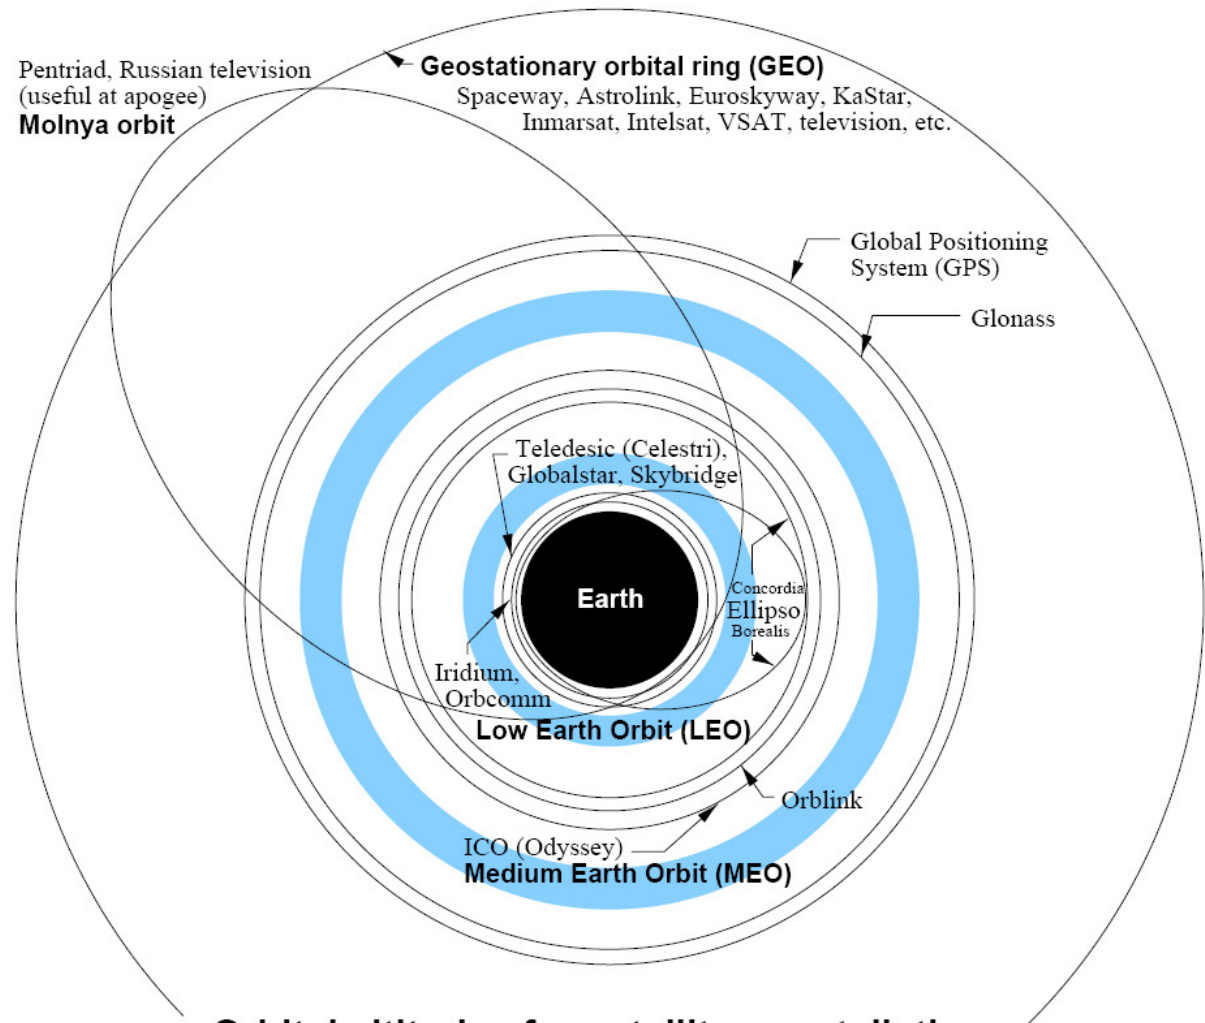 Pentriad, Russian television
(useful at apogee)
Molnya orbit
Geostationary orbital ring (GEO)
Spaceway, Astrolink, Euroskyway, KaStar,
Inmarsat, Intelsat, VSAT, television, etc.
Global Positioning
System (GPS)
Glonass
Teledesic (Celestri),
Globalstar, Skybridge
Earth
Concordia
Ellipso
Borealis
Iridium,
Orbcomm
Low Earth Orbit (LEO)
Orblink
ICO (Odyssey)
Medium Earth Orbit (MEO)